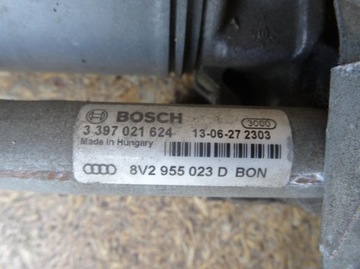 BOSCH
3000
3 397 021 624 13-06-27 2303
Made in Hungary
8V2 955 023 D BON